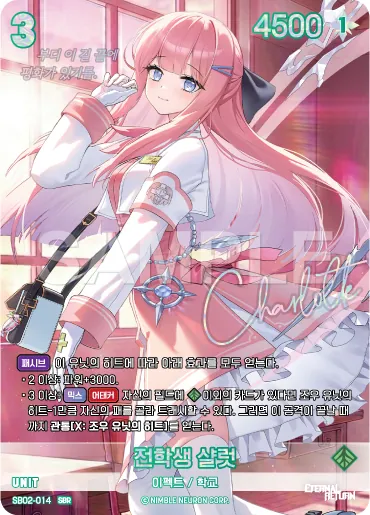 3
4500 1
부디 이 길 끝에
평화가 있기를.
SAMPLE
Charlotte
패시브 이 유닛의 히트에 따라 아래 효과를 모두 얻는다.
· 2 이상: 파워+3000.
· 3 이상: 믹스 어태커 자신의 필드에 이외의 카드가 있다면 조우 유닛의
히트-1만큼 자신의 패를 골라 트래시할 수 있다. 그러면 이 공격이 끝날 때
까지 관통[X: 조우 유닛의 히트]를 얻는다.
전학생 샬럿
UNIT
이펙트 / 학교
SB02-014 SBR
© NIMBLE NEURON CORP.
ETERNAL RETURN